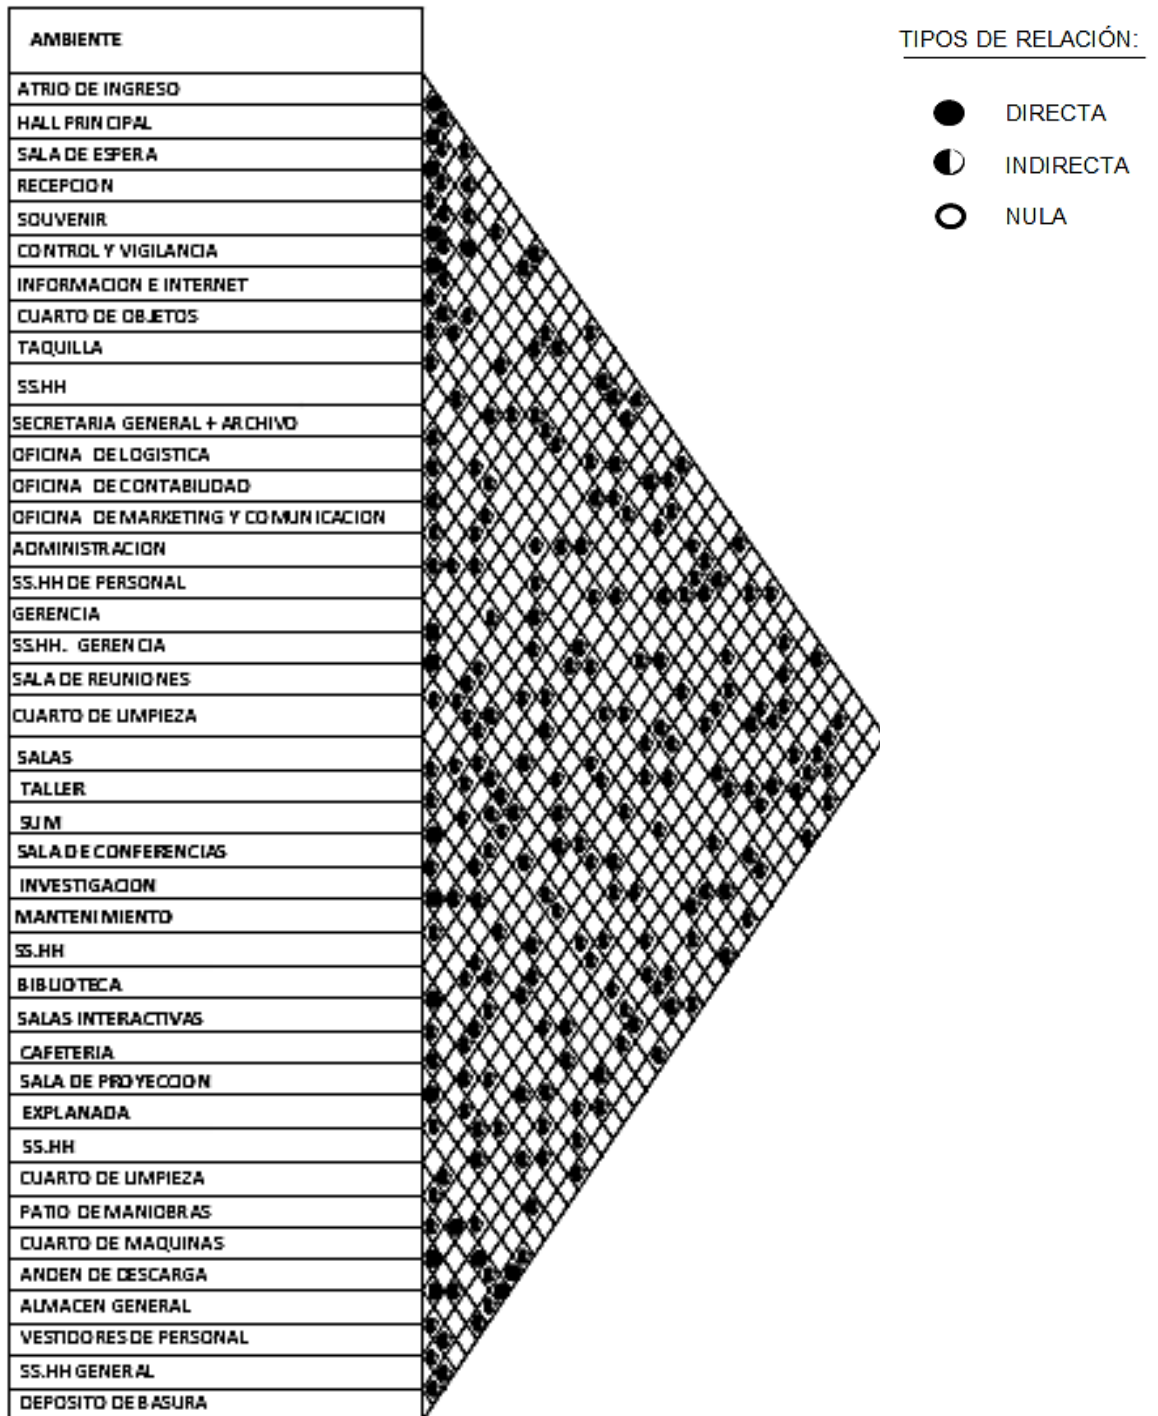 AMBIENTE
ATRIO DE INGRESO
HALL PRINCIPAL
SALA DE ESPERA
RECEPCION
SOUVENIR
CONTROL Y VIGILANCIA
INFORMACION E INTERNET
CUARTO DE OBJETOS
TAQUILLA
SS.HH
SECRETARIA GENERAL + ARCHIVO
OFICINA DE LOGISTICA
OFICINA DE CONTABILIDAD
OFICINA DE MARKETING Y COMUNICACION
ADMINISTRACION
SS.HH DE PERSONAL
GERENCIA
SS.HH. GERENCIA
SALA DE REUNIONES
CUARTO DE LIMPIEZA
SALAS
TALLER
SUM
SALA DE CONFERENCIAS
INVESTIGACION
MANTENIMIENTO
SS.HH
BIBLIOTECA
SALAS INTERACTIVAS
CAFETERIA
SALA DE PROYECCION
EXPLANADA
SS.HH
CUARTO DE LIMPIEZA
PATIO DE MANIOBRAS
CUARTO DE MAQUINAS
ANDEN DE DESCARGA
ALMACEN GENERAL
VESTIDORES DE PERSONAL
SS.HH GENERAL
DEPOSITO DE BASURA
TIPOS DE RELACIÓN:
DIRECTA
INDIRECTA
NULA